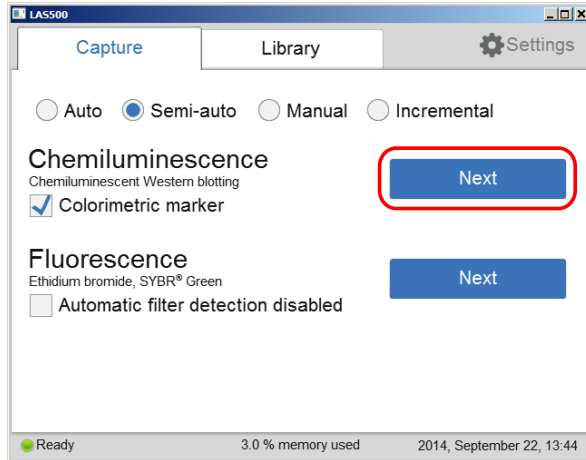 LAS500
Capture Library Settings
Auto Semi-auto Manual Incremental
Chemiluminescence
Chemiluminescent Western blotting
Next
Colorimetric marker
Fluorescence
Ethidium bromide, SYBR® Green
Next
Automatic filter detection disabled
Ready 3.0 % memory used 2014, September 22, 13:44